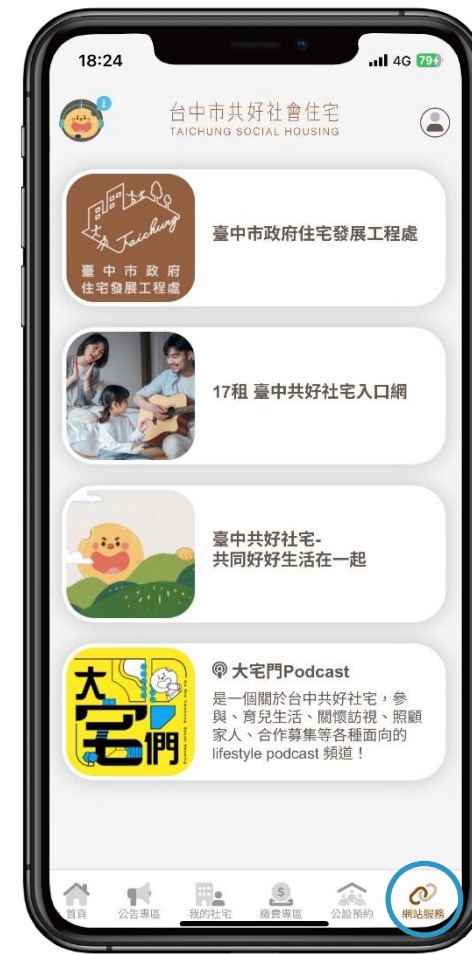 18:24
4G 79
台中市共好社會住宅
TAICHUNG SOCIAL HOUSING
大家 Taichung
臺中市政府
住宅發展工程處
臺中市政府住宅發展工程處
17租 臺中共好社宅入口網
臺中共好社宅-
共同好好生活在一起
大宅們
大宅門Podcast
是一個關於台中共好社宅，參
與、育兒生活、關懷訪視、照顧
家人、合作募集等各種面向的
lifestyle podcast 頻道！
首頁
公告專區
我的社宅
繳費專區
公設預約
網站服務